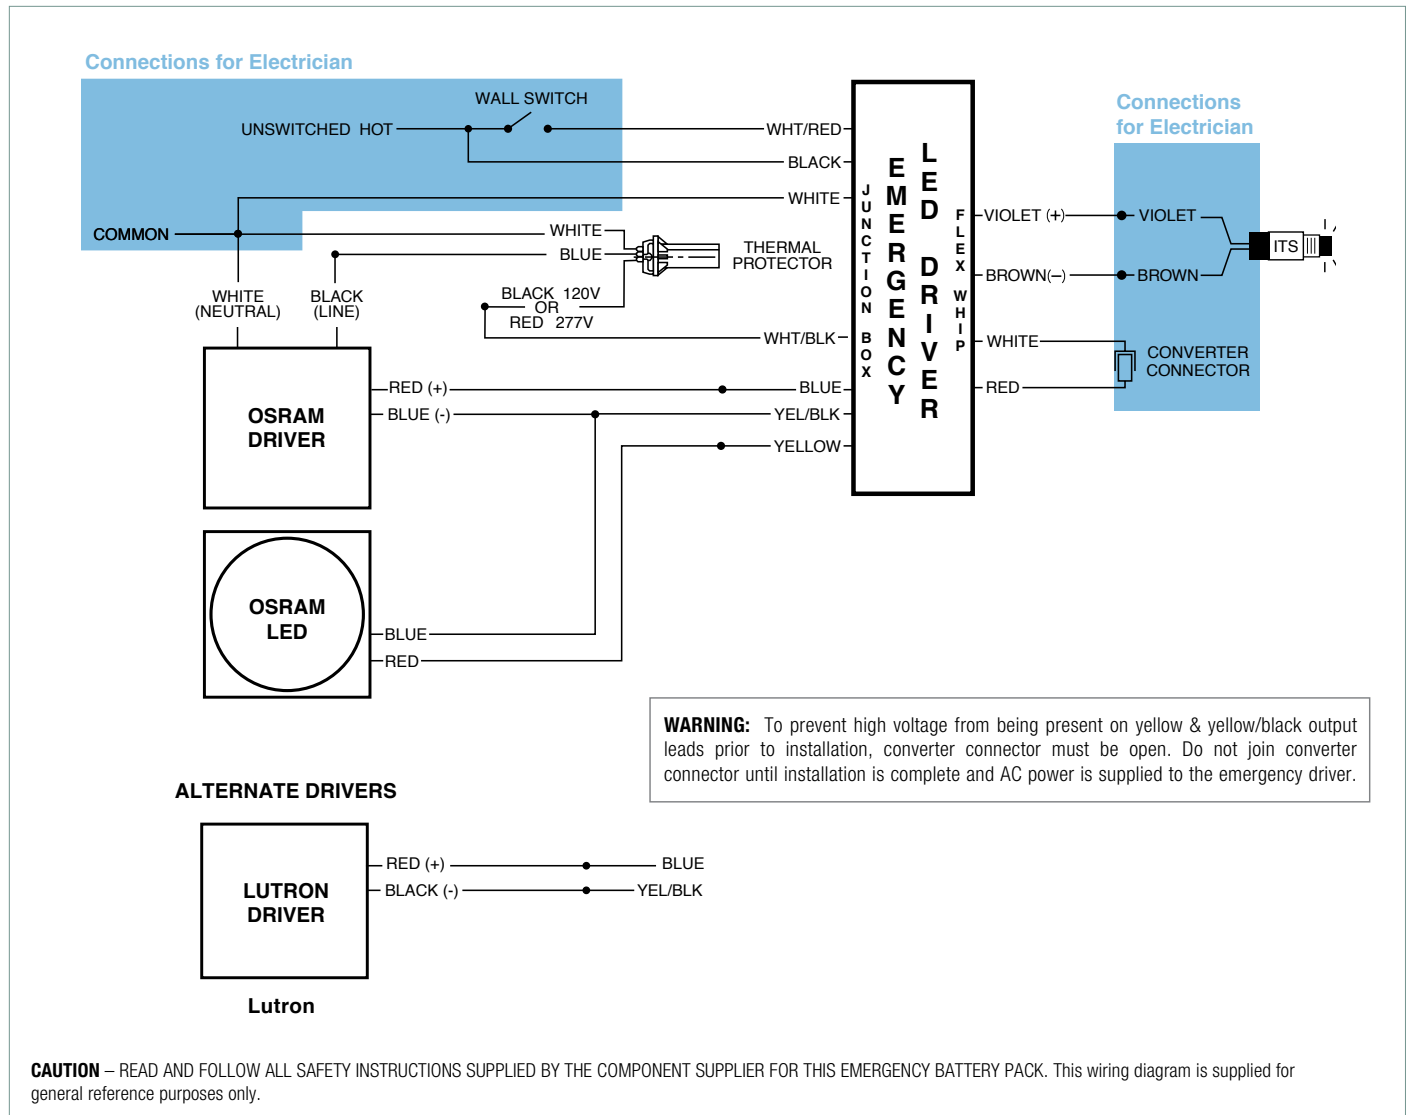 Connections for Electrician
WALL SWITCH
UNSWITCHED HOT
WHT/RED
BLACK
WHITE
COMMON
WHITE
BLUE
THERMAL
PROTECTOR
WHITE
(NEUTRAL)
BLACK
(LINE)
BLACK 120V
OR
RED 277V
WHT/BLK
OSRAM
DRIVER
RED (+)
BLUE (-)
BLUE
YEL/BLK
YELLOW
JUNCTION BOX
EMERGENCY
LED DRIVER
FLEX WHIP
Connections
for Electrician
VIOLET (+)
VIOLET
BROWN(–)
BROWN
ITS
WHITE
RED
CONVERTER
CONNECTOR
OSRAM
LED
BLUE
RED
WARNING: To prevent high voltage from being present on yellow & yellow/black output
leads prior to installation, converter connector must be open. Do not join converter
connector until installation is complete and AC power is supplied to the emergency driver.
ALTERNATE DRIVERS
LUTRON
DRIVER
RED (+)
BLUE
BLACK (-)
YEL/BLK
Lutron
CAUTION – READ AND FOLLOW ALL SAFETY INSTRUCTIONS SUPPLIED BY THE COMPONENT SUPPLIER FOR THIS EMERGENCY BATTERY PACK. This wiring diagram is supplied for
general reference purposes only.